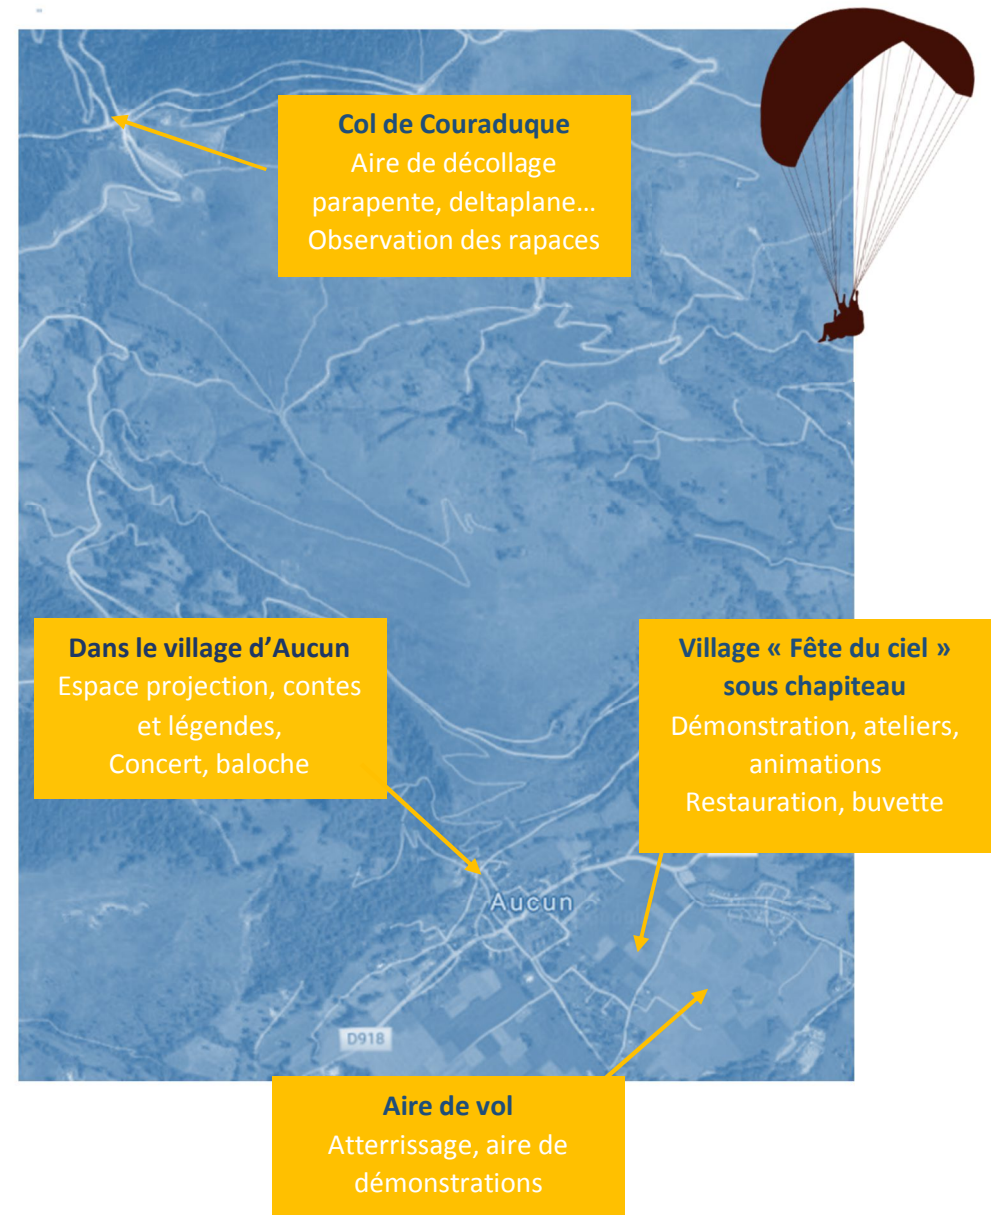 Col de Couraduque
Aire de décollage
parapente, deltaplane…
Observation des rapaces
Dans le village d’Aucun
Espace projection, contes
et légendes,
Concert, baloche
Village « Fête du ciel »
sous chapiteau
Démonstration, ateliers,
animations
Restauration, buvette
Aucun
D918
Aire de vol
Atterrissage, aire de
démonstrations